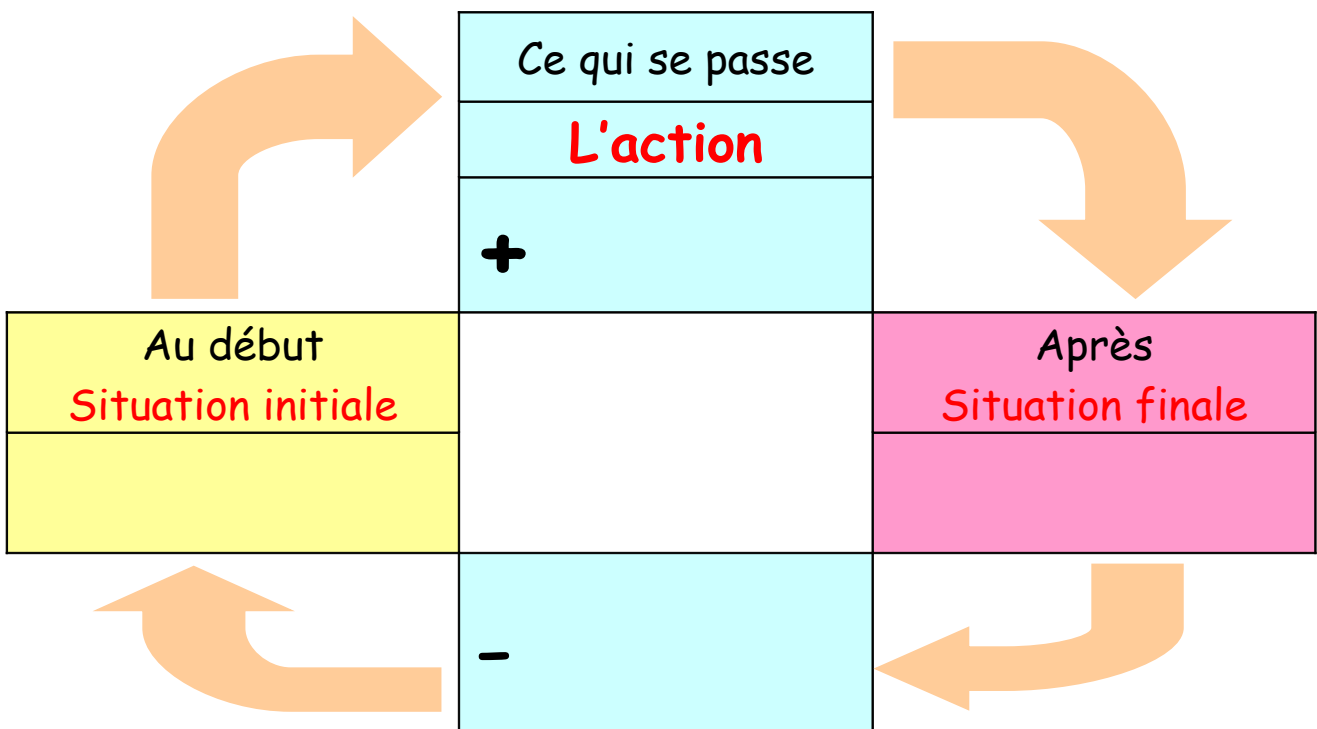 Ce qui se passe
L'action
+
Au début
Situation initiale
Après
Situation finale
-